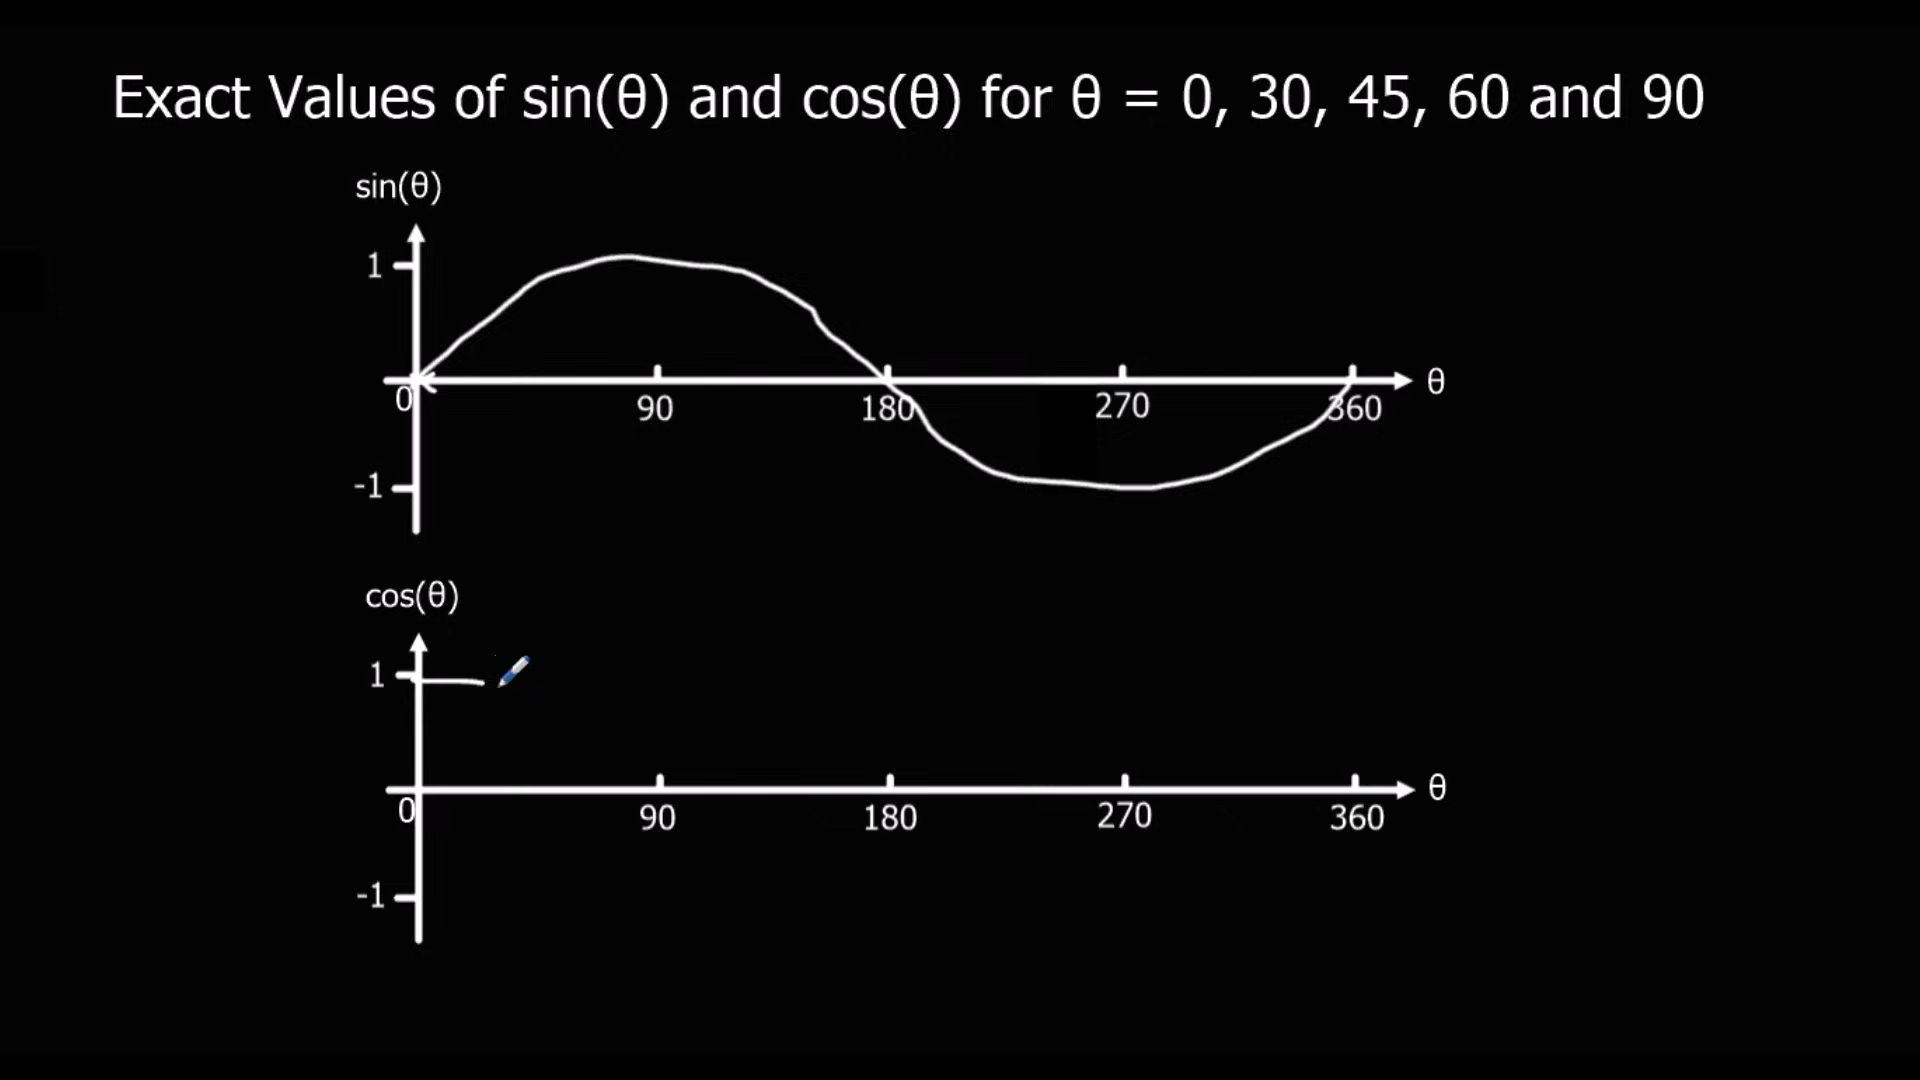 Exact Values of sin(θ) and cos(θ) for θ = 0, 30, 45, 60 and 90
sin(θ)
1
0 90 180 270 360 θ
-1
cos(θ)
1
0 90 180 270 360 θ
-1